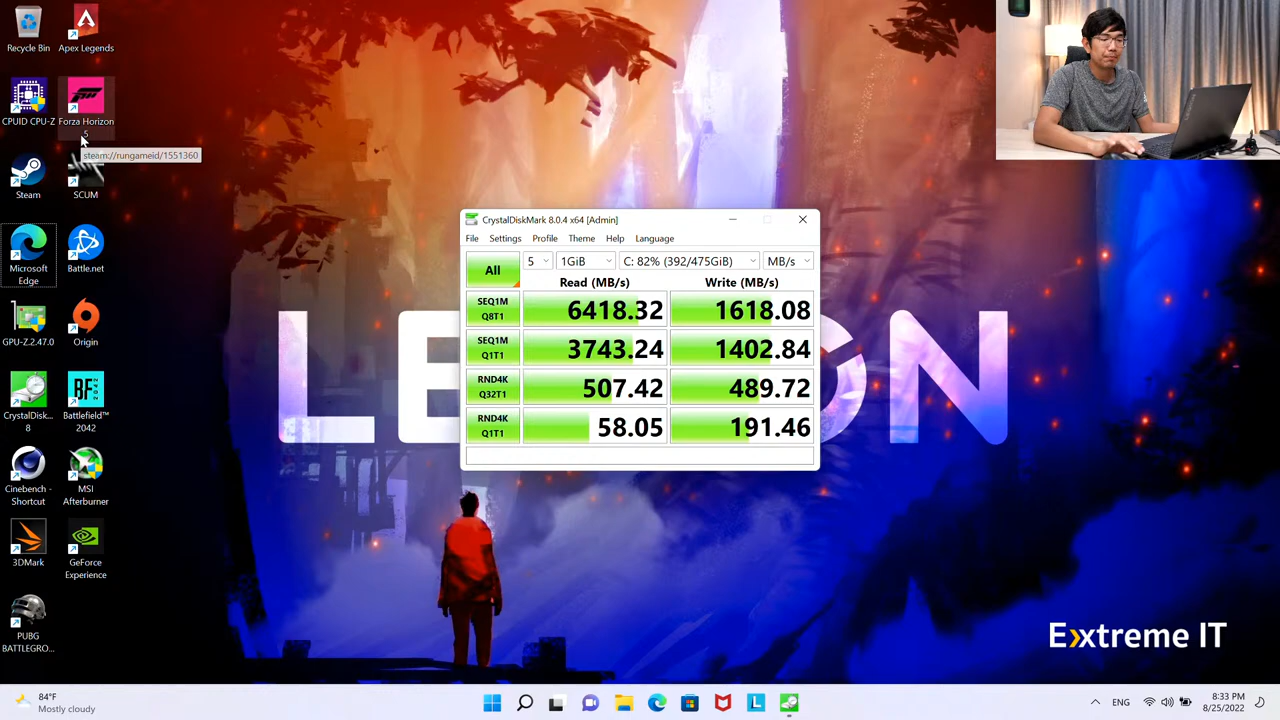 Recycle Bin
Apex Legends
CPUID CPU-Z
Forza Horizon
5
steam://rungameid/1551360
Steam
SCUM
Microsoft
Edge
Battle.net
GPU-Z.2.47.0
Origin
CrystalDisk...
8
Battlefield™
2042
BF
2042
Cinebench -
Shortcut
MSI
Afterburner
3DMark
GeForce
Experience
PUBG
BATTLEGRO...
CrystalDiskMark 8.0.4 x64 [Admin]
File Settings Profile Theme Help Language
All
5 1GiB C: 82% (392/475GiB) MB/s
Read (MB/s) Write (MB/s)
SEQ1M
Q8T1
6418.32 1618.08
SEQ1M
Q1T1
3743.24 1402.84
RND4K
Q32T1
507.42 489.72
RND4K
Q1T1
58.05 191.46
Extreme IT
84°F
Mostly cloudy
L
ENG
8:33 PM
8/25/2022